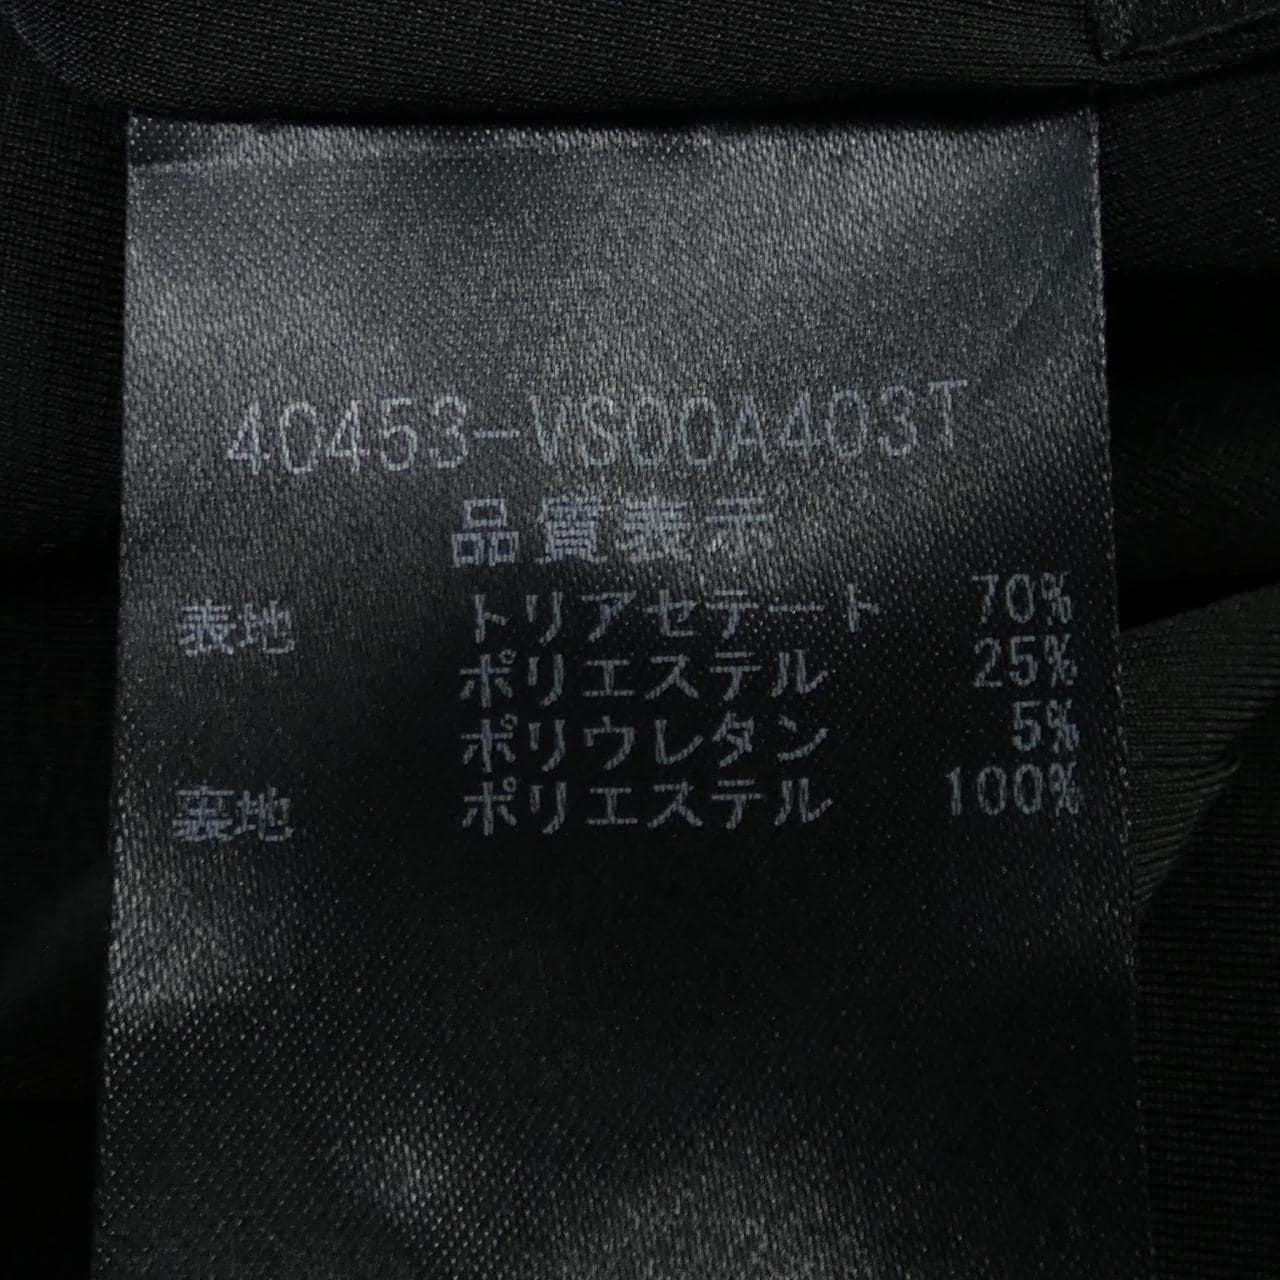 40453-VS00A403T
品質表示
表地 トリアセテート 70%
ポリエステル 25%
ポリウレタン 5%
裏地 ポリエステル 100%